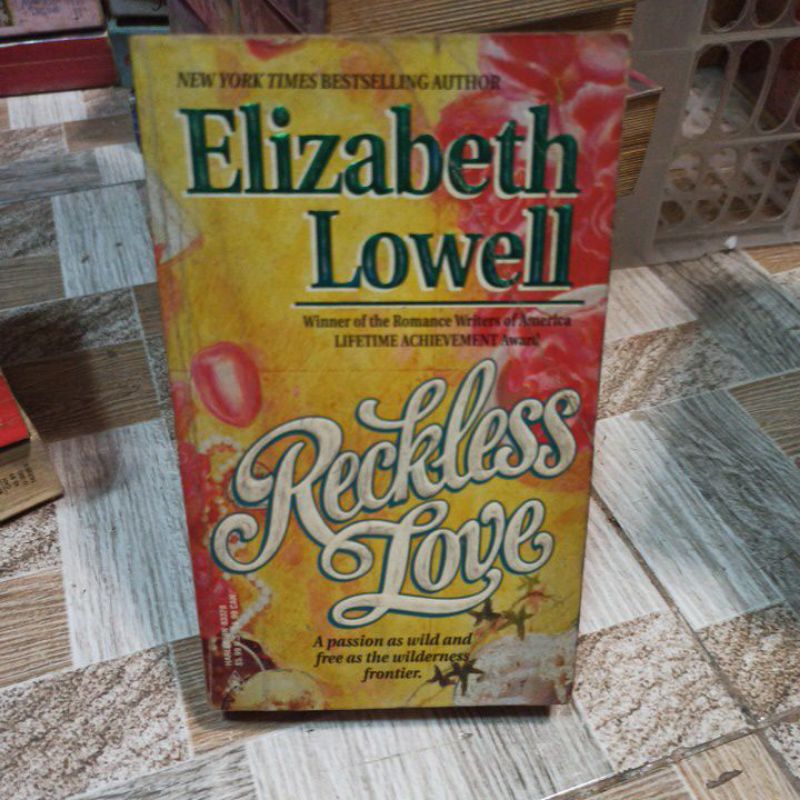 NEW YORK TIMES BESTSELLING AUTHOR
Elizabeth
Lowell
Winner of the Romance Writers of America
LIFETIME ACHIEVEMENT Award
Reckless
Love
A passion as wild and
free as the wilderness
frontier.